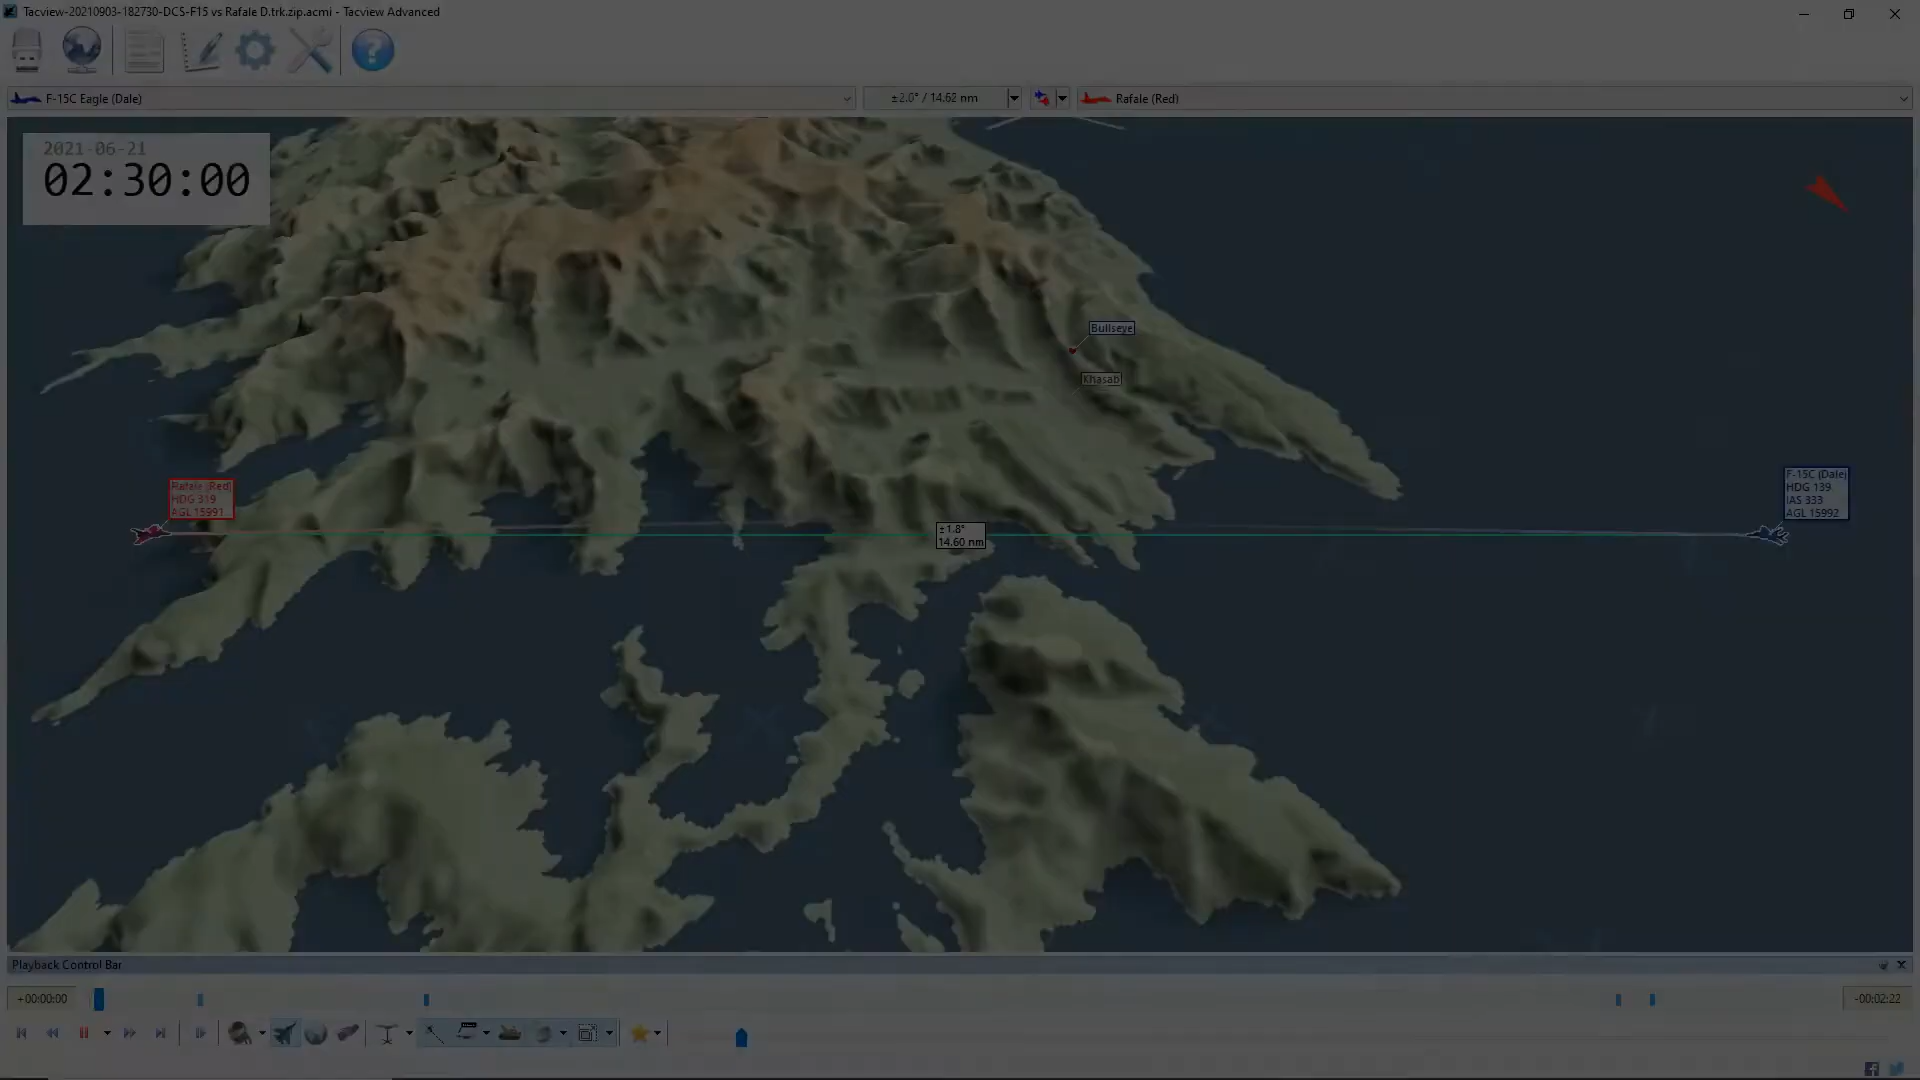 Tacview-20210903-182730-DCS-F15 vs Rafale D.trk.zip.acmi - Tacview Advanced
F-15C Eagle (Dale)
±2.0° / 14.62 nm
Rafale (Red)
2021-06-21
02:30:00
Bullseye
Khasab
F-15C (Dale)
HDG 139
IAS 333
AGL 15992
Rafale (Red)
HDG 319
AGL 15991
±1.8°
14.60 nm
Playback Control Bar
+00:00:00
-00:02:22